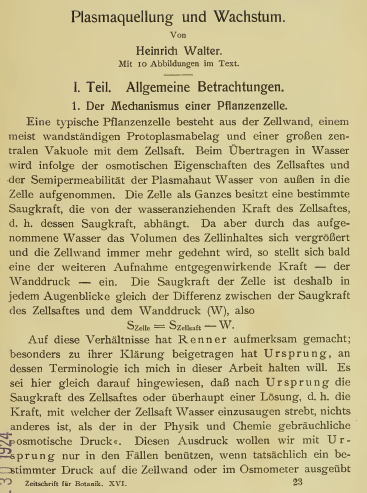 Plasmaquellung und Wachstum.
Von
Heinrich Walter.
Mit 10 Abbildungen im Text.
I. Teil. Allgemeine Betrachtungen.
1. Der Mechanismus einer Pflanzenzelle.
Eine typische Pflanzenzelle besteht aus der Zellwand, einem
meist wandständigen Protoplasmabelag und einer großen zen-
tralen Vakuole mit dem Zellsaft. Beim Übertragen in Wasser
wird infolge der osmotischen Eigenschaften des Zellsaftes und
der Semipermeabilität der Plasmahaut Wasser von außen in die
Zelle aufgenommen. Die Zelle als Ganzes besitzt eine bestimmte
Saugkraft, die von der wasseranziehenden Kraft des Zellsaftes,
d. h. dessen Saugkraft, abhängt. Da aber durch das aufge-
nommene Wasser das Volumen des Zellinhaltes sich vergrößert
und die Zellwand immer mehr gedehnt wird, so stellt sich bald
eine der weiteren Aufnahme entgegenwirkende Kraft — der
Wanddruck — ein. Die Saugkraft der Zelle ist deshalb in
jedem Augenblicke gleich der Differenz zwischen der Saugkraft
des Zellsaftes und dem Wanddruck (W), also
SZelle = SZellsaft — W.
Auf diese Verhältnisse hat Renner aufmerksam gemacht;
besonders zu ihrer Klärung beigetragen hat Ursprung, an
dessen Terminologie ich mich in dieser Arbeit halten will. Es
sei hier gleich darauf hingewiesen, daß nach Ursprung die
Saugkraft des Zellsaftes oder überhaupt einer Lösung, d. h. die
Kraft, mit welcher der Zellsaft Wasser einzusaugen strebt, nichts
anderes ist, als der in der Physik und Chemie gebräuchliche
»osmotische Druck«. Diesen Ausdruck wollen wir mit Ur-
sprung nur in den Fällen benützen, wenn tatsächlich ein be-
stimmter Druck auf die Zellwand oder im Osmometer ausgeübt
Zeitschrift für Botanik. XVI. 23
30 1924